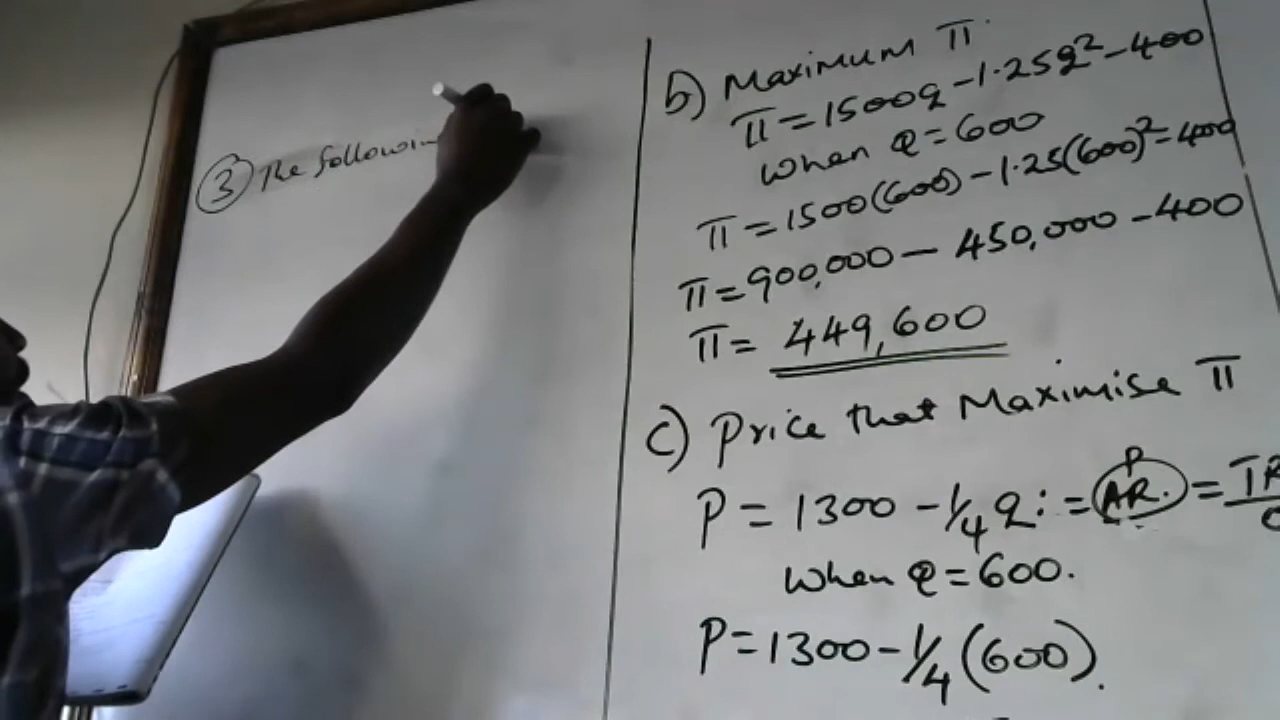 ③ The followin
b) Maximum π
π = 1500q - 1.25q² - 400
when Q = 600
π = 1500(600) - 1.25(600)² = 400
π = 900,000 - 450,000 - 400
π = 449,600
c) Price that Maximise π
P
P = 1300 - 1/4 q : = AR. = TR
when Q = 600.
P = 1300 - 1/4 (600).